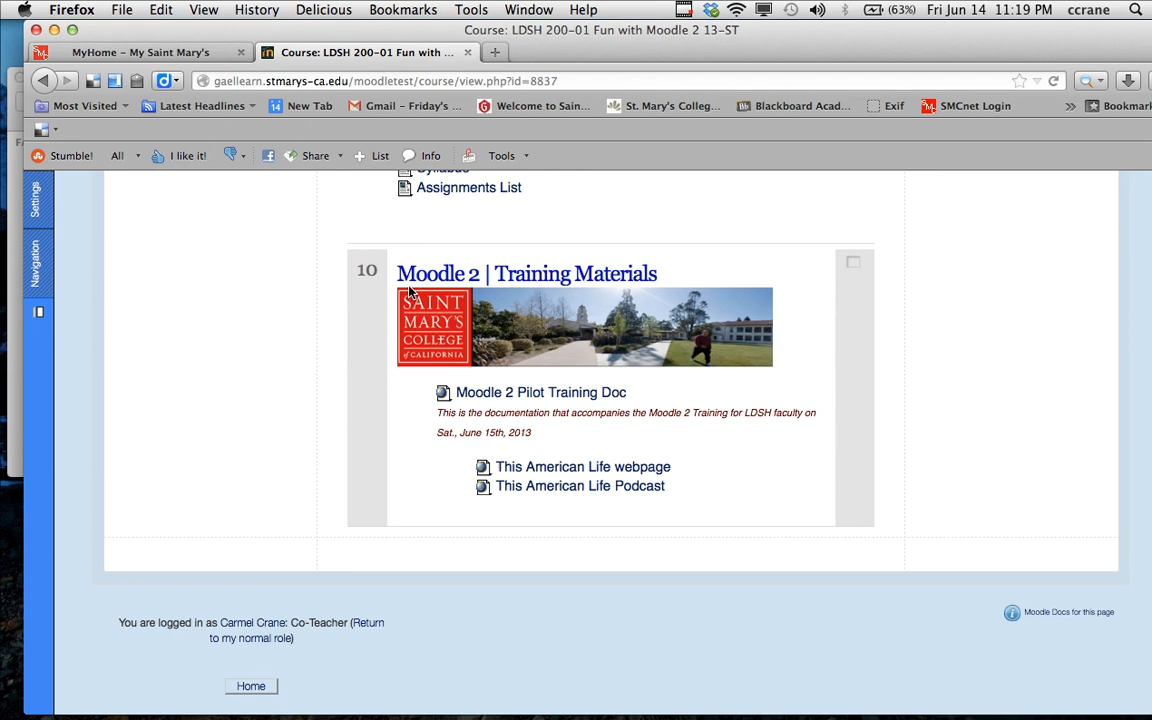 Firefox File Edit View History Delicious Bookmarks Tools Window Help (63%) Fri Jun 14 11:19 PM ccrane
Course: LDSH 200-01 Fun with Moodle 2 13-ST
MyHome - My Saint Mary's Course: LDSH 200-01 Fun with ...
gaellearn.stmarys-ca.edu/moodletest/course/view.php?id=8837
Most Visited Latest Headlines 14 New Tab Gmail - Friday's ... Welcome to Sain... St. Mary's Colleg... Bb Blackboard Acad... Exif SMCnet Login » Bookmar
Stumble! All I like it! Share List Info Tools
Settings
Navigation
Syllabus
Assignments List
10 Moodle 2 | Training Materials
SAINT
MARY'S
COLLEGE
of CALIFORNIA
Moodle 2 Pilot Training Doc
This is the documentation that accompanies the Moodle 2 Training for LDSH faculty on
Sat., June 15th, 2013
This American Life webpage
This American Life Podcast
Moodle Docs for this page
You are logged in as Carmel Crane: Co-Teacher (Return
to my normal role)
Home